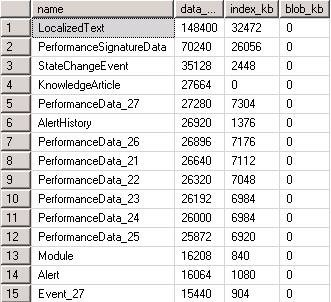 name data_... index_kb blob_kb
1 LocalizedText 148400 32472 0
2 PerformanceSignatureData 70240 26056 0
3 StateChangeEvent 35128 2448 0
4 KnowledgeArticle 27664 0 0
5 PerformanceData_27 27280 7304 0
6 AlertHistory 26920 1376 0
7 PerformanceData_26 26896 7176 0
8 PerformanceData_21 26640 7112 0
9 PerformanceData_22 26320 7048 0
10 PerformanceData_23 26192 6984 0
11 PerformanceData_24 26000 6984 0
12 PerformanceData_25 25872 6920 0
13 Module 16208 840 0
14 Alert 16064 1080 0
15 Event_27 15440 904 0